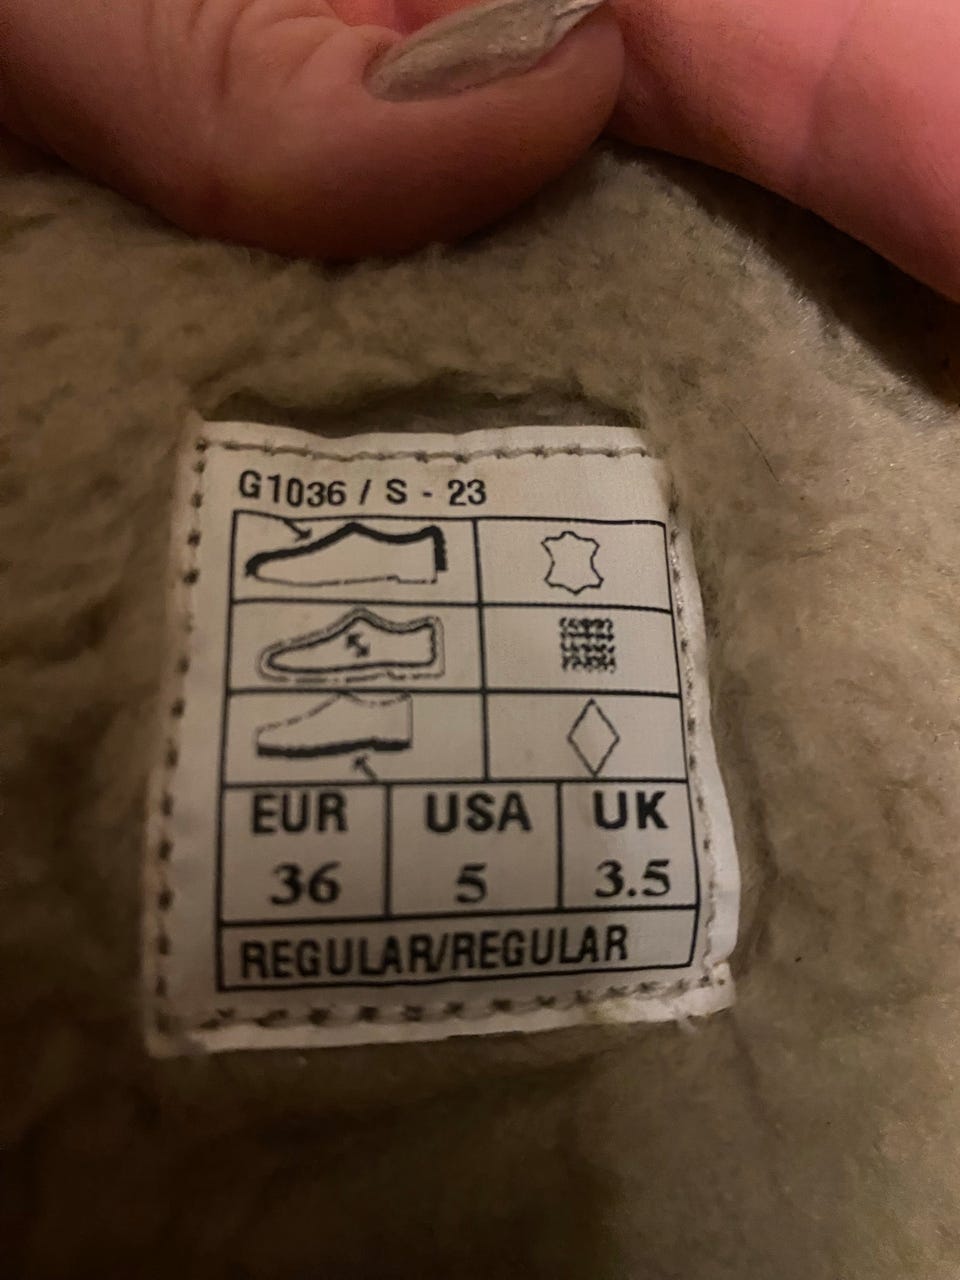 G1036 / S - 23
EUR USA UK
36 5 3.5
REGULAR/REGULAR